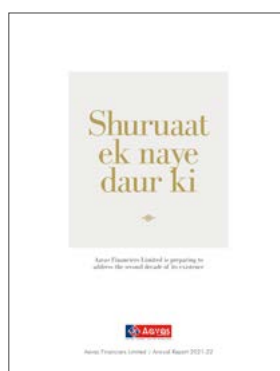 Shuruaat
ek naye
daur ki
Aavas Financiers Limited is preparing to
address the second decade of its existence
AAVAS
Aavas Financiers Limited / Annual Report 2021-22